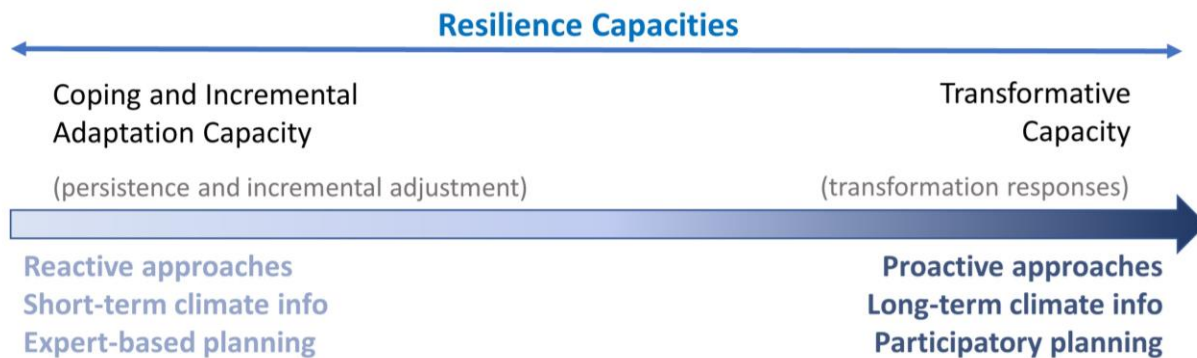 Resilience Capacities
Coping and Incremental
Adaptation Capacity
(persistence and incremental adjustment)
Transformative
Capacity
(transformation responses)
Reactive approaches
Short-term climate info
Expert-based planning
Proactive approaches
Long-term climate info
Participatory planning